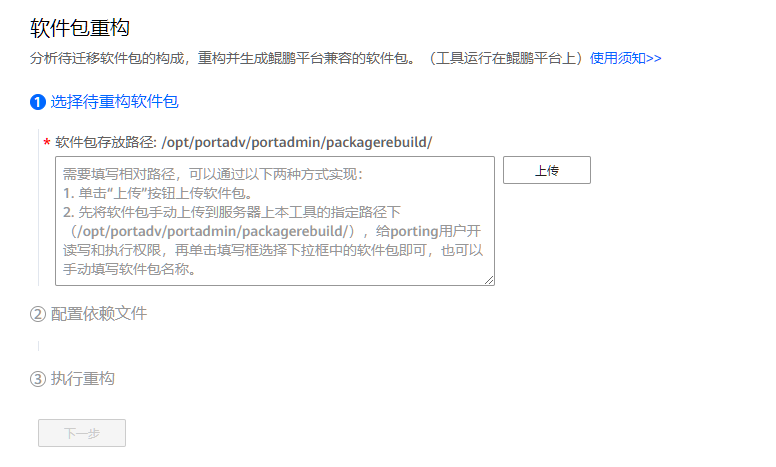 软件包重构
分析待迁移软件包的构成，重构并生成鲲鹏平台兼容的软件包。（工具运行在鲲鹏平台上）使用须知>>
1 选择待重构软件包
* 软件包存放路径: /opt/portadv/portadmin/packagerebuild/
需要填写相对路径，可以通过以下两种方式实现：
上传
1. 单击“上传”按钮上传软件包。
2. 先将软件包手动上传到服务器上本工具的指定路径下
（/opt/portadv/portadmin/packagerebuild/），给porting用户开
读写和执行权限，再单击填写框选择下拉框中的软件包即可，也可以
手动填写软件包名称。
2 配置依赖文件
3 执行重构
下一步